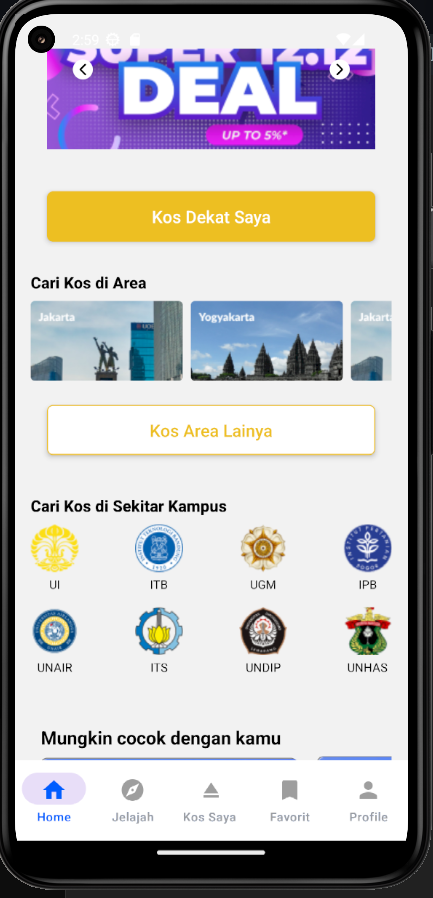 2:59
SUPER 12.12
DEAL
UP TO 5%*
Kos Dekat Saya
Cari Kos di Area
Jakarta
Yogyakarta
Jakart
Kos Area Lainya
Cari Kos di Sekitar Kampus
UI
ITB
UGM
IPB
UNAIR
ITS
UNDIP
UNHAS
Mungkin cocok dengan kamu
Home
Jelajah
Kos Saya
Favorit
Profile